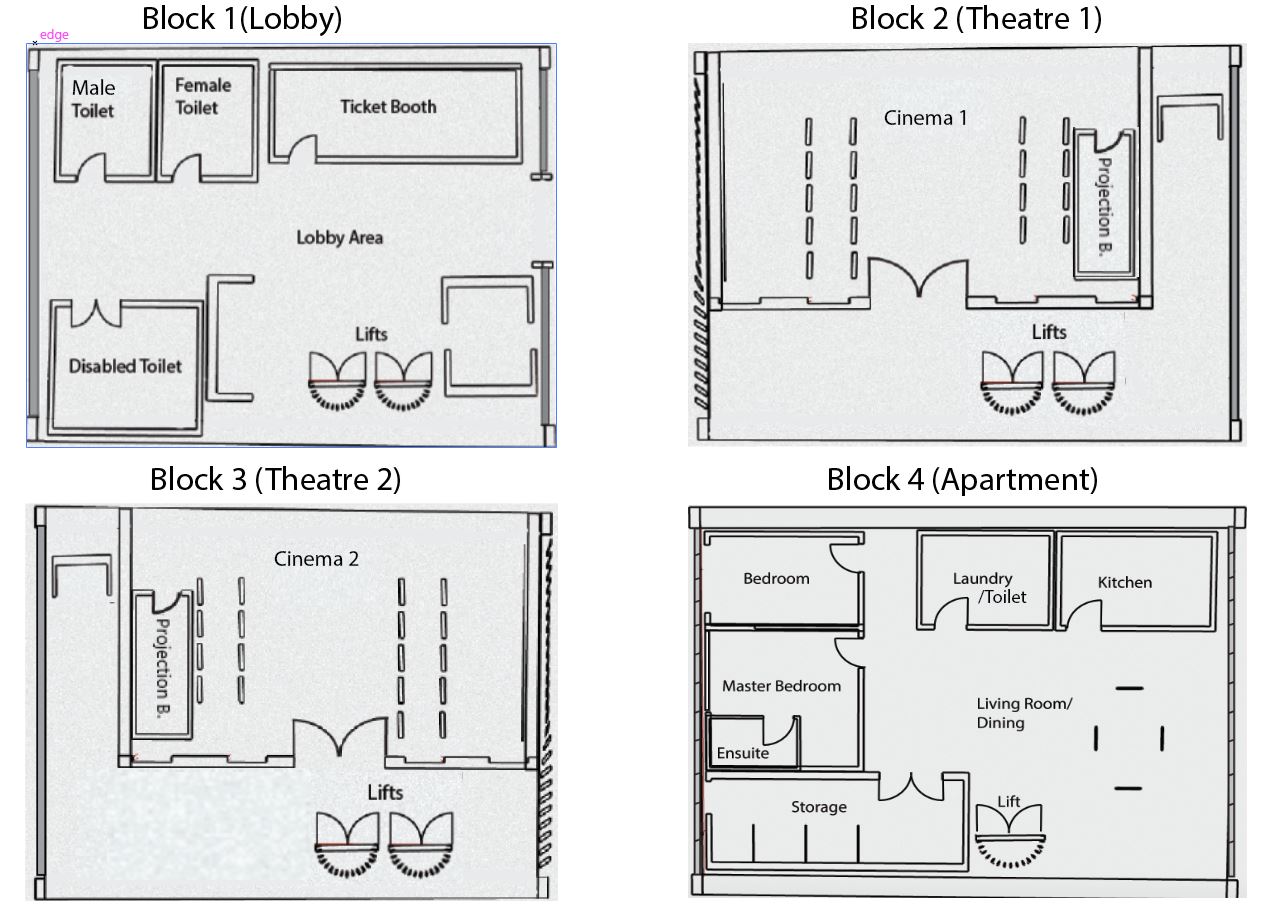 Block 1(Lobby)
edge
Male
Toilet
Female
Toilet
Ticket Booth
Lobby Area
Lifts
Disabled Toilet
Block 2 (Theatre 1)
Cinema 1
Projection B.
Lifts
Block 3 (Theatre 2)
Cinema 2
Projection B.
Lifts
Block 4 (Apartment)
Bedroom
Laundry
/Toilet
Kitchen
Master Bedroom
Living Room/
Dining
Ensuite
Storage
Lift